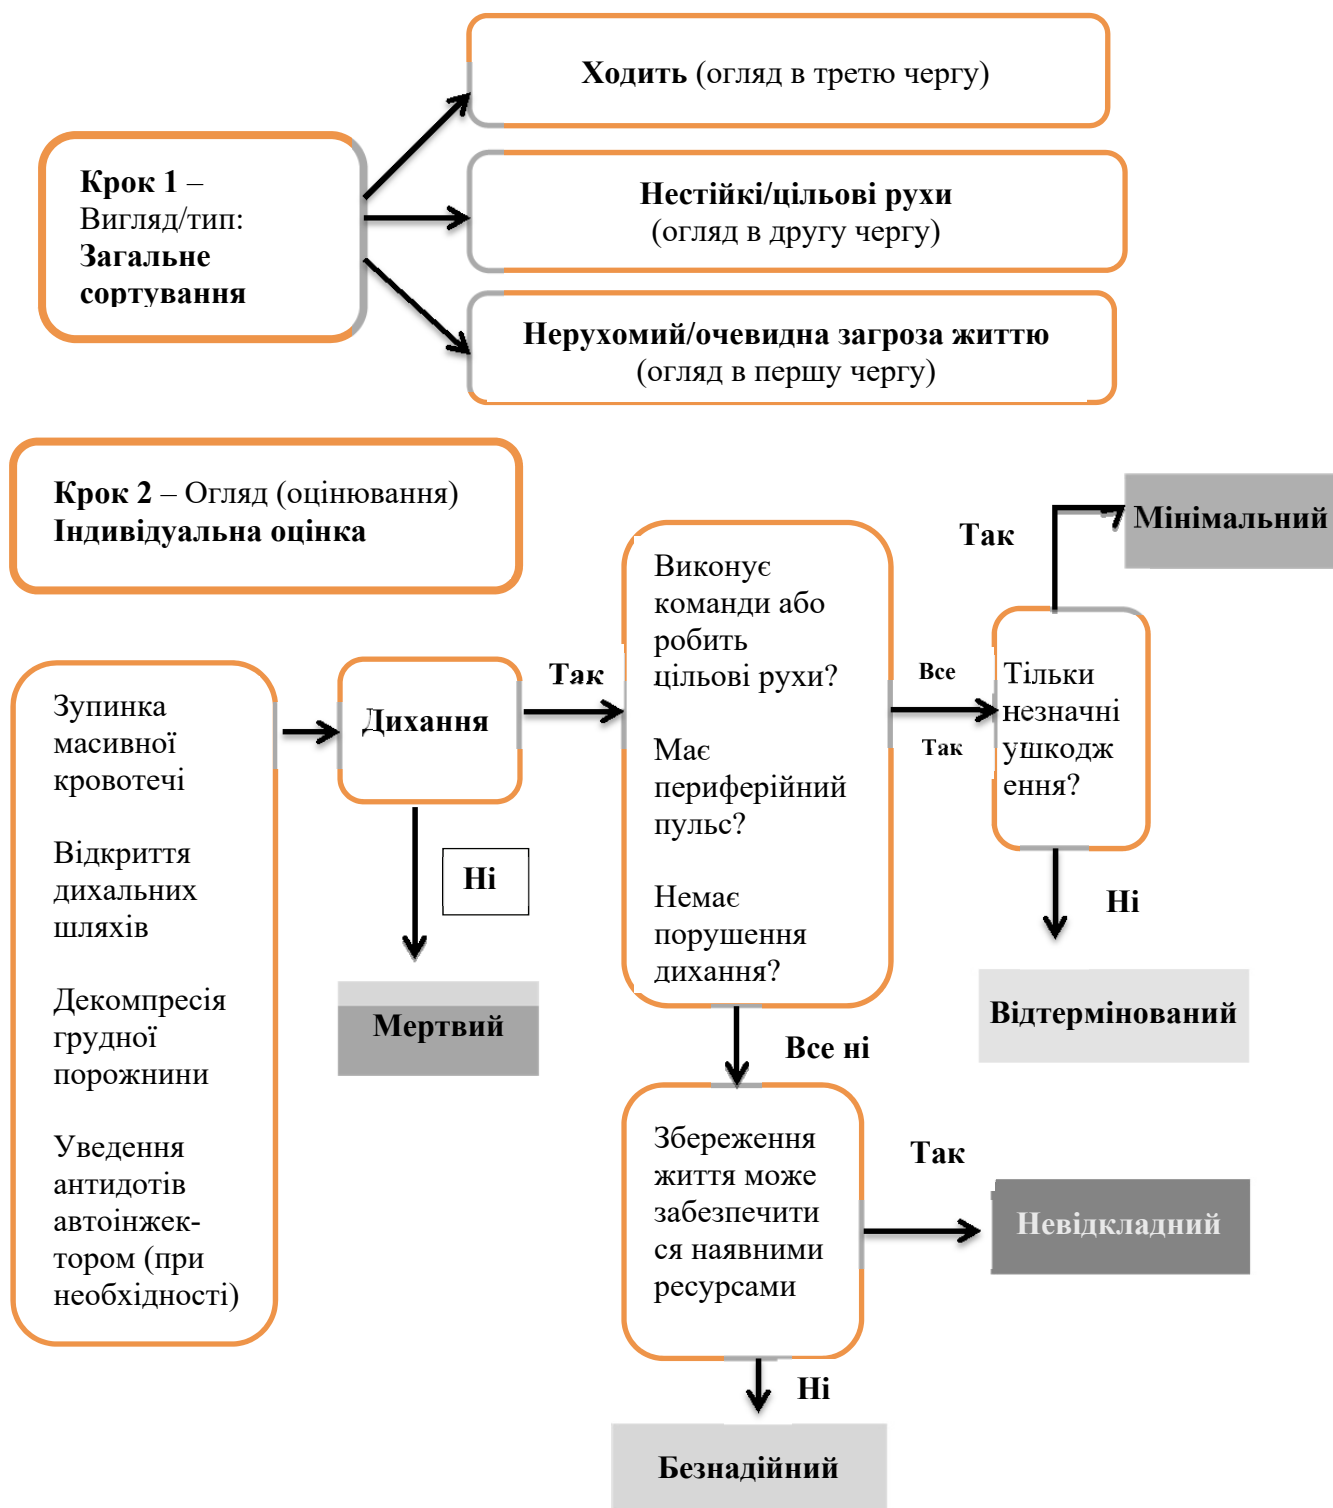 Ходить (огляд в третю чергу)
Крок 1 –
Вигляд/тип:
Загальне
сортування
Нестійкі/цільові рухи
(огляд в другу чергу)
Нерухомий/очевидна загроза життю
(огляд в першу чергу)
Крок 2 – Огляд (оцінювання)
Індивідуальна оцінка
Зупинка
масивної
кровотечі
Відкриття
дихальних
шляхів
Декомпресія
грудної
порожнини
Уведення
антидотів
автоінжек-
тором (при
необхідності)
Дихання
Ні
Мертвий
Так
Виконує
команди або
робить
цільові рухи?
Має
периферійний
пульс?
Немає
порушення
дихання?
Все
Так
Тільки
незначні
ушкодж
ення?
Так
Мінімальний
Ні
Відтермінований
Все ні
Збереження
життя може
забезпечити
ся наявними
ресурсами
Так
Невідкладний
Ні
Безнадійний